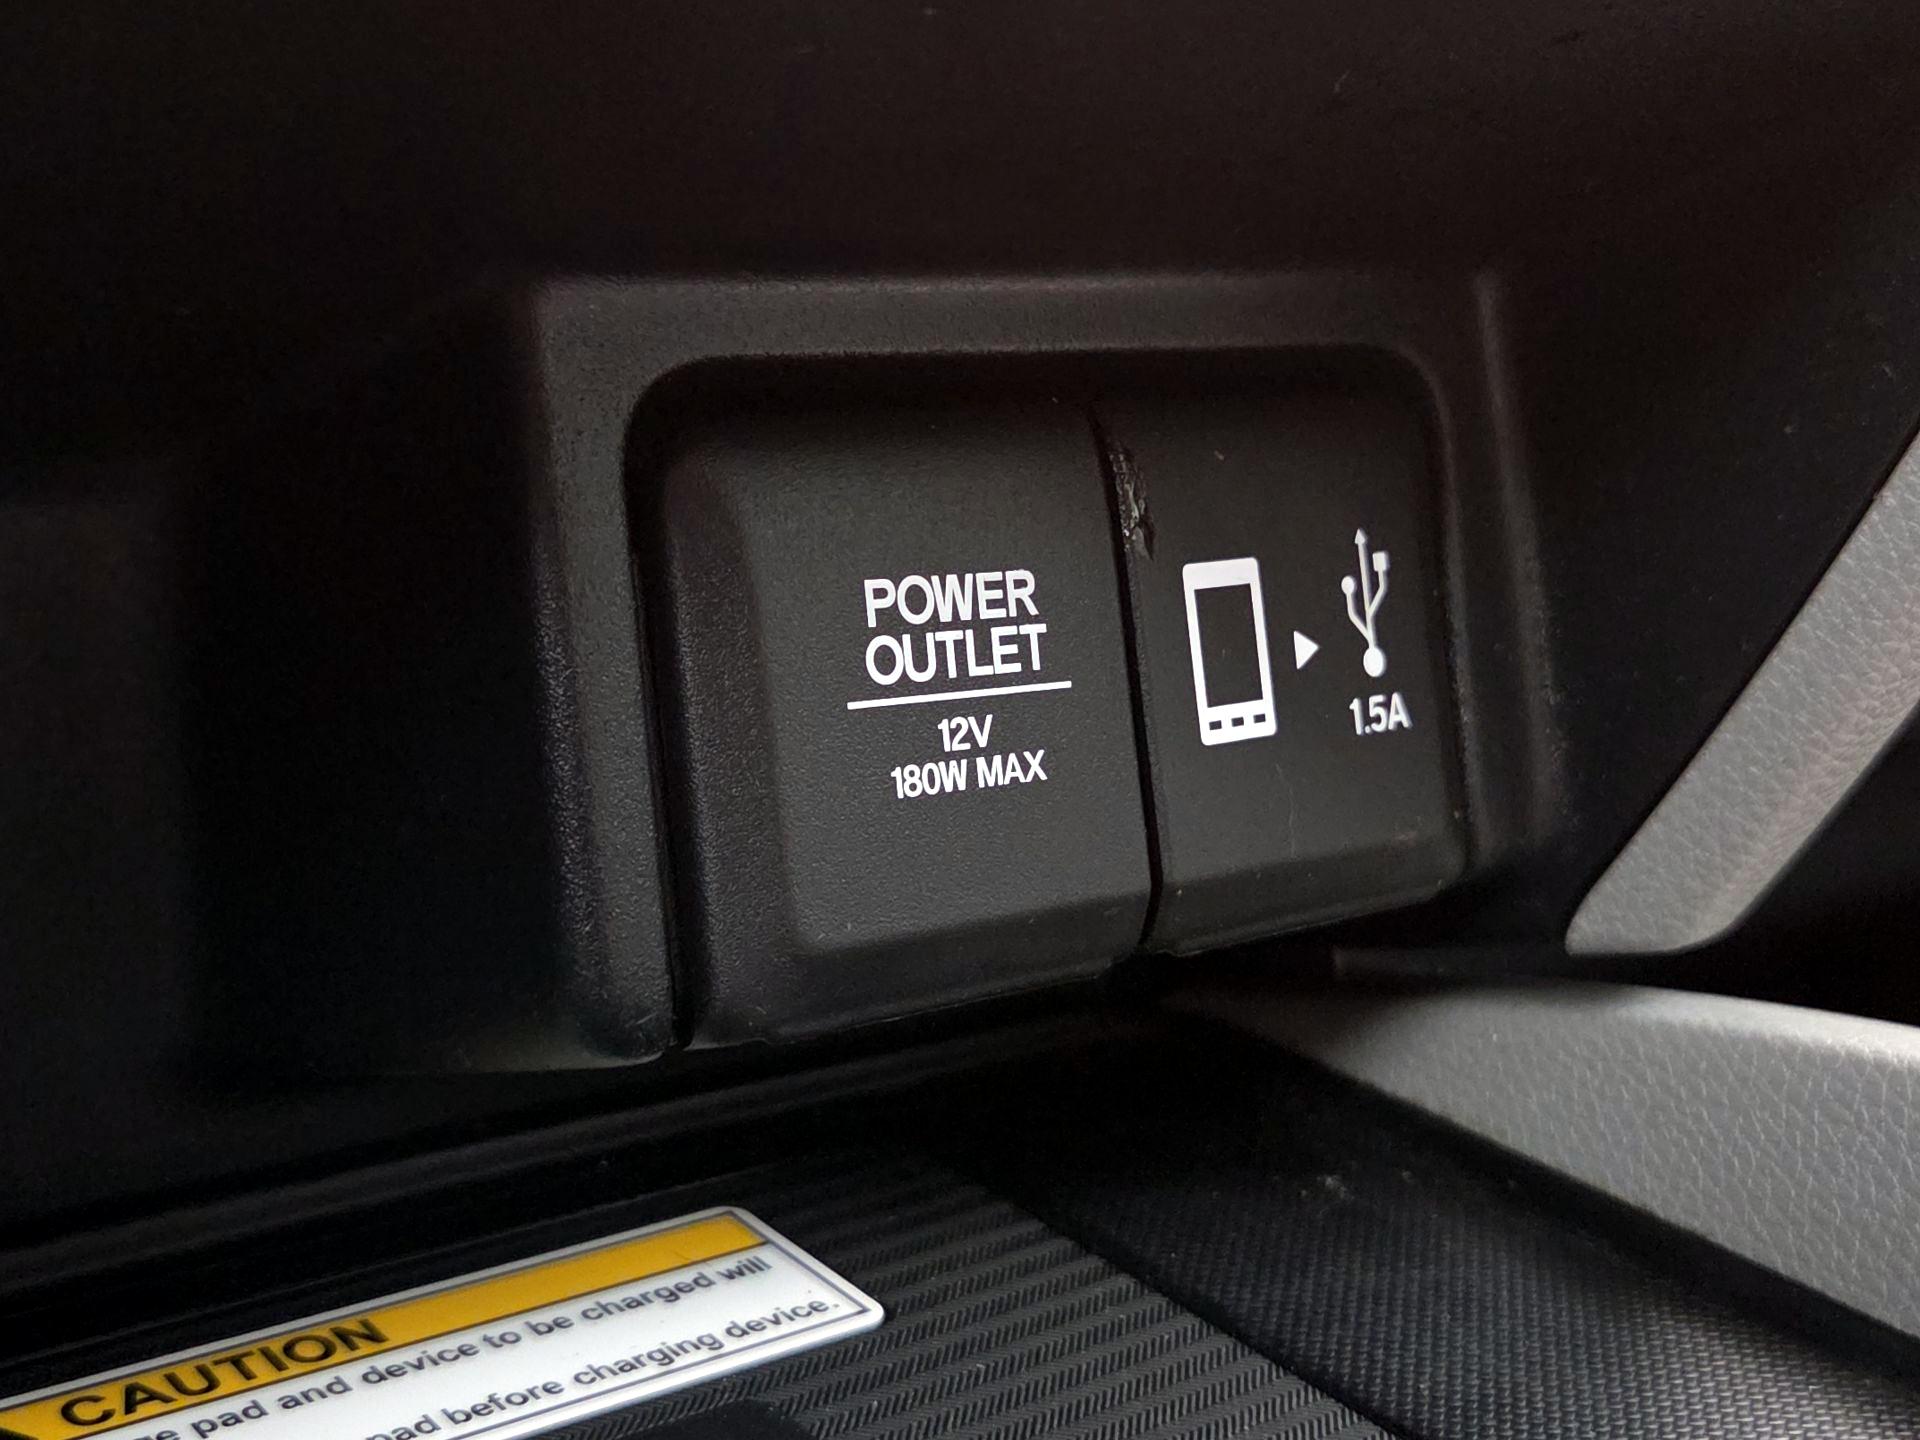 POWER
OUTLET
12V
180W MAX
1.5A
CAUTION
pad and device to be charged will
pad before charging device.